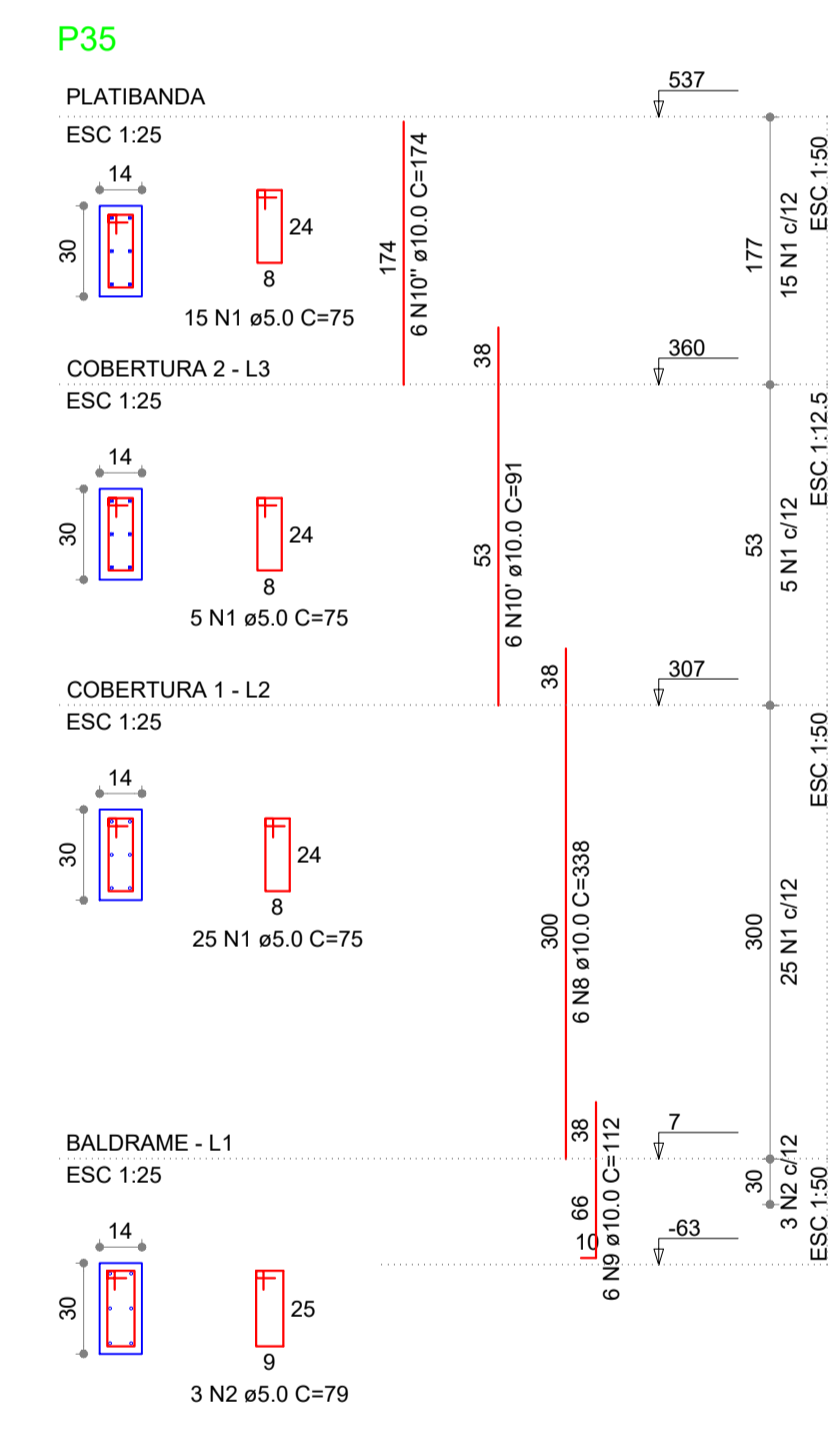 P35
PLATIBANDA
537
ESC 1:25
14
30
24
8
15 N1 ø5.0 C=75
174
6 N10'' ø10.0 C=174
177
15 N1 c/12
ESC 1:50
COBERTURA 2 - L3
360
ESC 1:25
14
30
24
8
5 N1 ø5.0 C=75
38
53
6 N10' ø10.0 C=91
53
5 N1 c/12
ESC 1:12.5
COBERTURA 1 - L2
307
ESC 1:25
14
30
24
8
25 N1 ø5.0 C=75
38
300
6 N8 ø10.0 C=338
300
25 N1 c/12
ESC 1:50
BALDRAME - L1
7
ESC 1:25
14
30
25
9
3 N2 ø5.0 C=79
38
66
10
6 N9 ø10.0 C=112
-63
30
3 N2 c/12
ESC 1:50